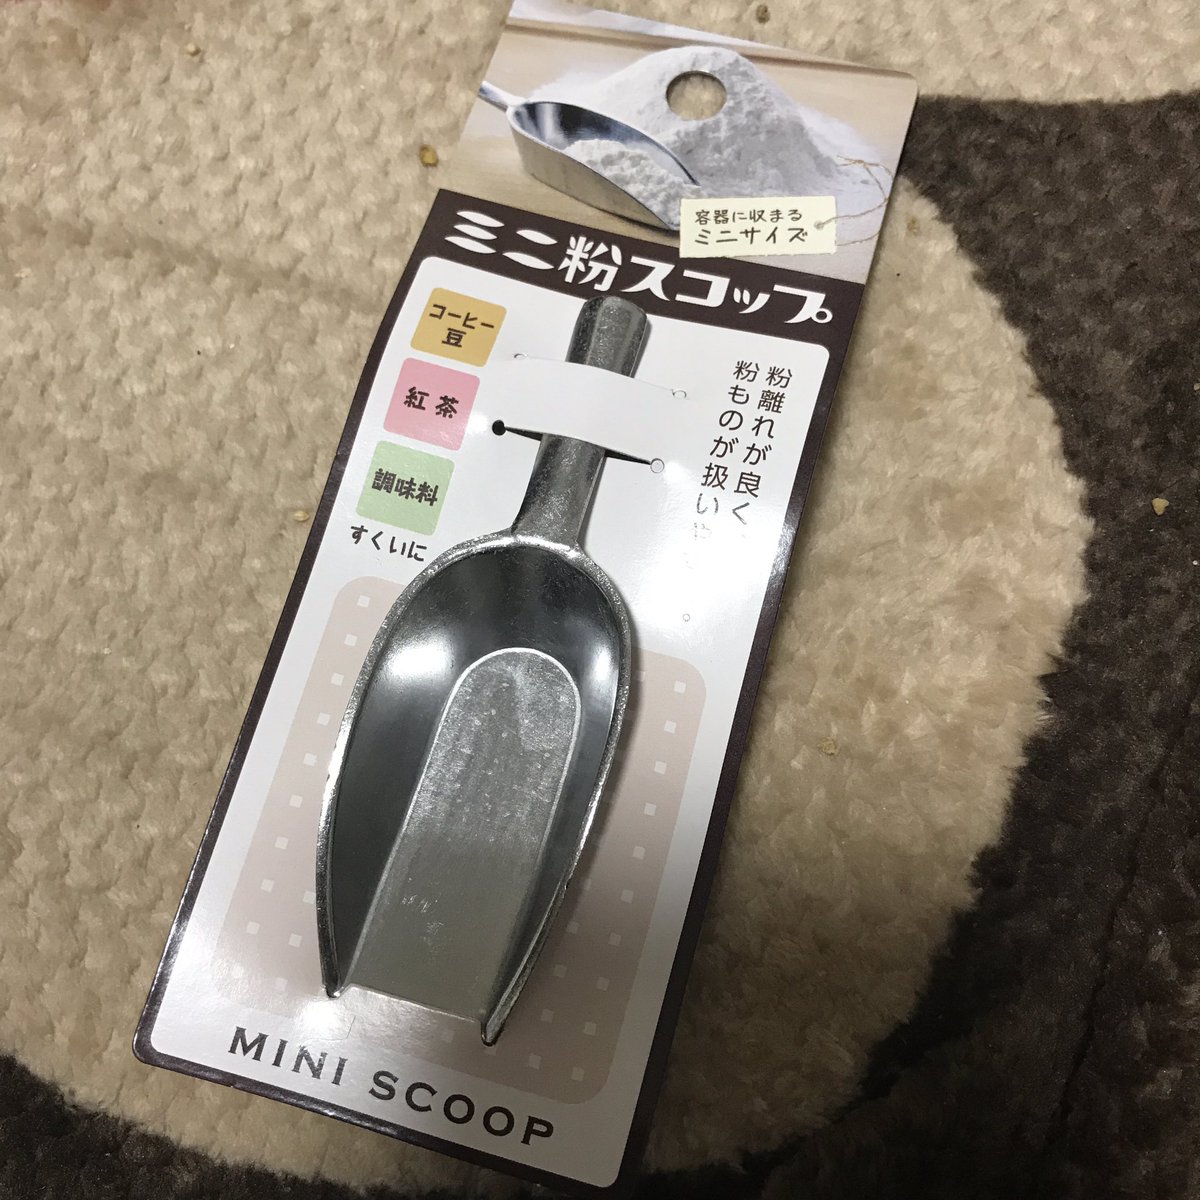 容器に収まる
ミニサイズ
ミニ粉スコップ
コーヒー
豆
紅茶
調味料
すくいに
粉離れが良く、
粉ものが扱いや
MINI SCOOP